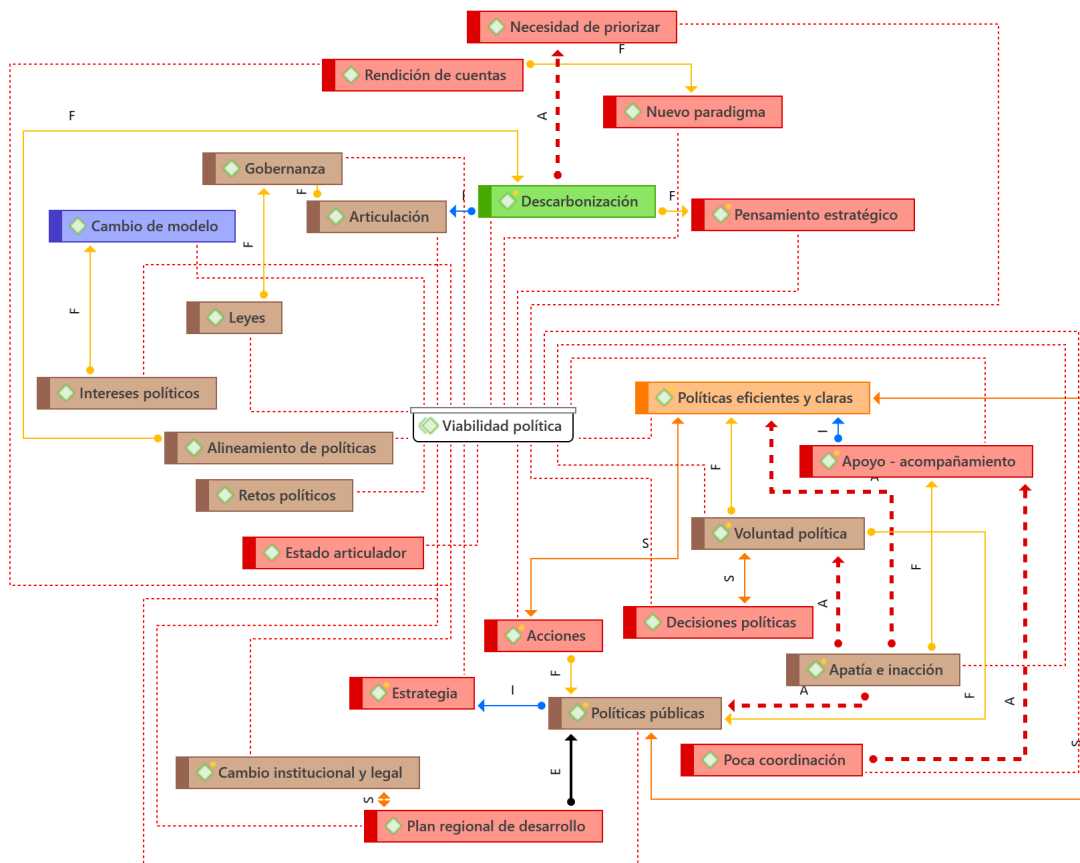 Necesidad de priorizar
F
Rendición de cuentas
Nuevo paradigma
A
F
Gobernanza
F
Descarbonización
I
F
Articulación
Pensamiento estratégico
Cambio de modelo
F
Leyes
F
Intereses políticos
Políticas eficientes y claras
Viabilidad política
I
Alineamiento de políticas
Apoyo - acompañamiento
F
A
Retos políticos
Voluntad política
Estado articulador
S
F
S
A
Decisiones políticas
Acciones
Apatía e inacción
F
Estrategia
I
A
F
A
Políticas públicas
S
Poca coordinación
Cambio institucional y legal
E
S
Plan regional de desarrollo